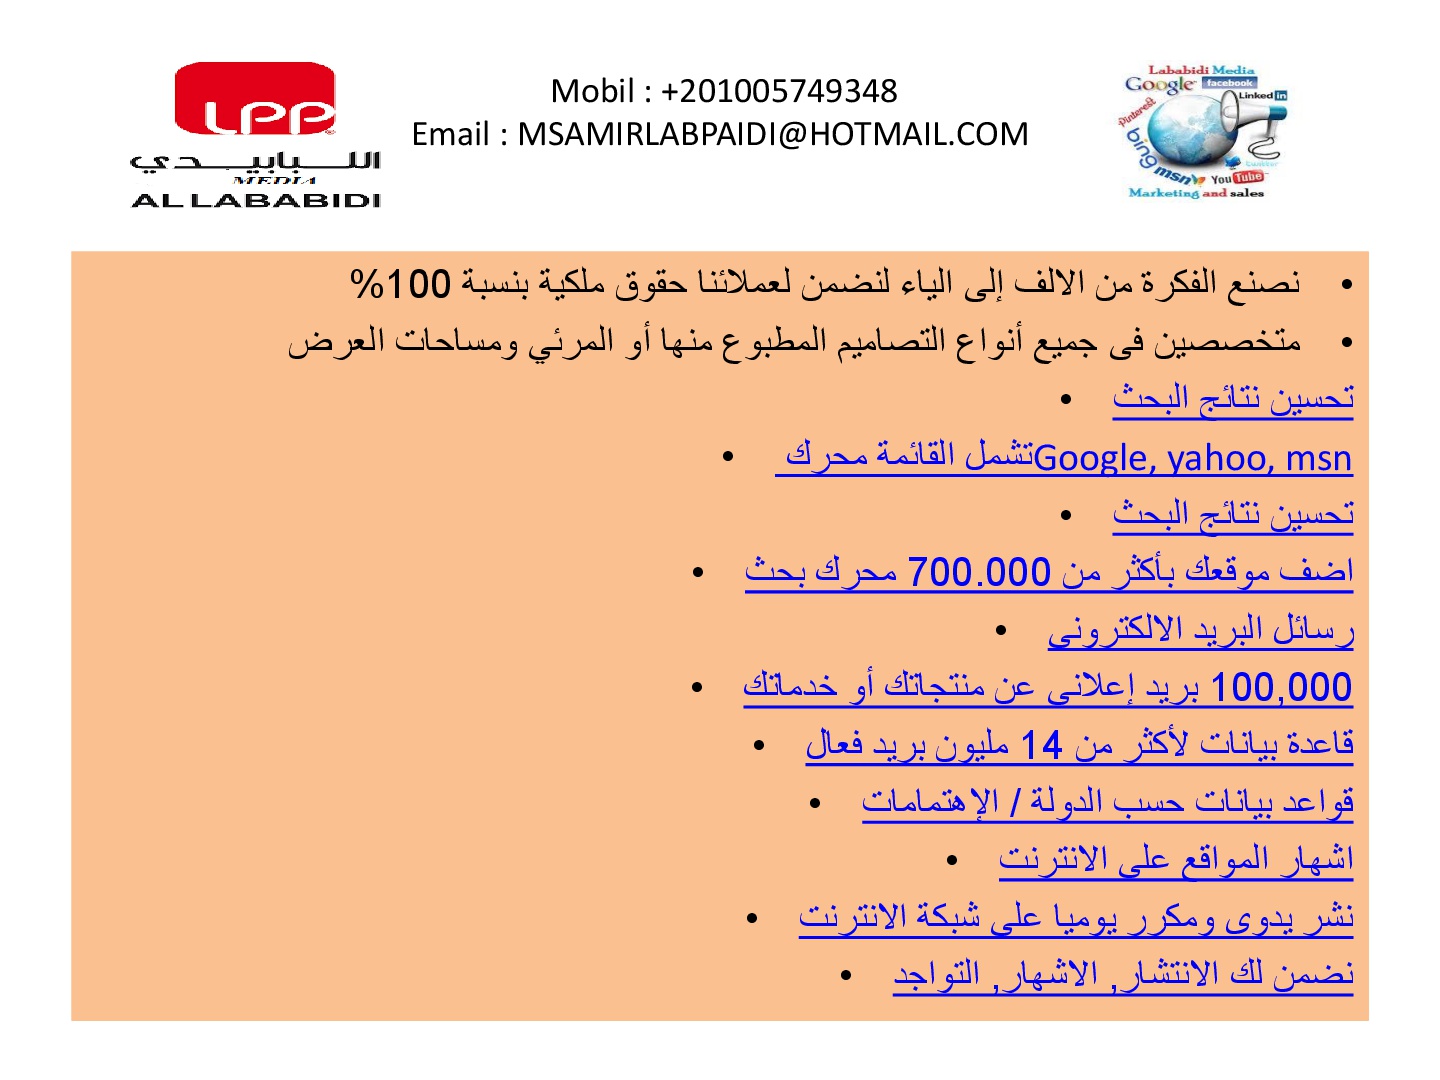 LPP
اللبابيدي
MEDIA
AL LABABIDI
Mobil : +201005749348
Email : MSAMIRLABPAIDI@HOTMAIL.COM
Lababidi Media
Google facebook
Linked in
Pinterest
bing
msn
twitter
You Tube
Marketing and sales
• نصنع الفكرة من الالف إلى الياء لنضمن لعملائنا حقوق ملكية بنسبة 100%
• متخصصين فى جميع أنواع التصاميم المطبوع منها أو المرئي ومساحات العرض
تحسين نتائج البحث •
Google, yahoo, msnتشمل القائمة محرك •
تحسين نتائج البحث •
اضف موقعك بأكثر من 700.000 محرك بحث •
رسائل البريد الالكترونى •
100,000 بريد إعلانى عن منتجاتك أو خدماتك •
قاعدة بيانات لأكثر من 14 مليون بريد فعال •
قواعد بيانات حسب الدولة / الإهتمامات •
اشهار المواقع على الانترنت •
نشر يدوى ومكرر يوميا على شبكة الانترنت •
نضمن لك الانتشار, الاشهار, التواجد •